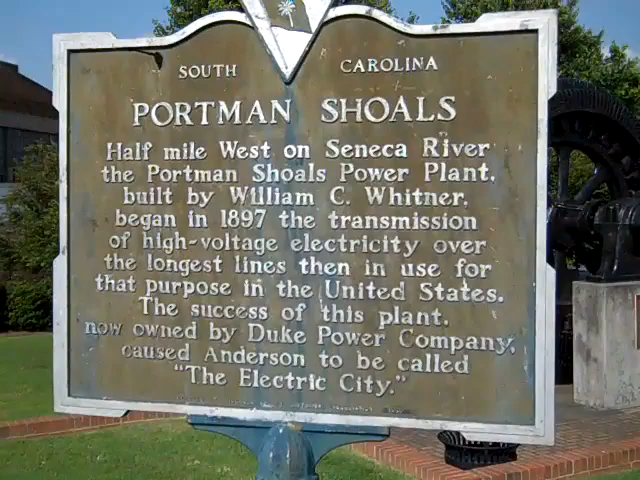 SOUTH CAROLINA
PORTMAN SHOALS
Half mile West on Seneca River
the Portman Shoals Power Plant,
built by William C. Whitner,
began in 1897 the transmission
of high-voltage electricity over
the longest lines then in use for
that purpose in the United States.
The success of this plant,
now owned by Duke Power Company,
caused Anderson to be called
"The Electric City."